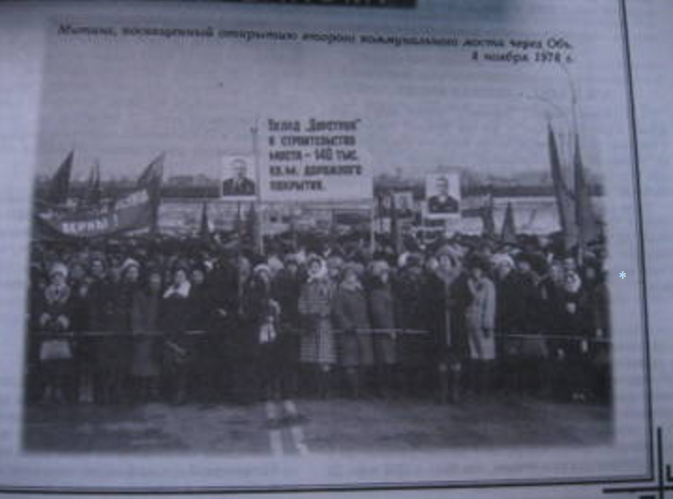 Митинг, посвященный открытию второго коммунального моста через Обь.
4 ноября 1978 г.
Вклад „Дорстроя"
в строительство
моста – 140 тыс.
кв.м. дорожного
покрытия.